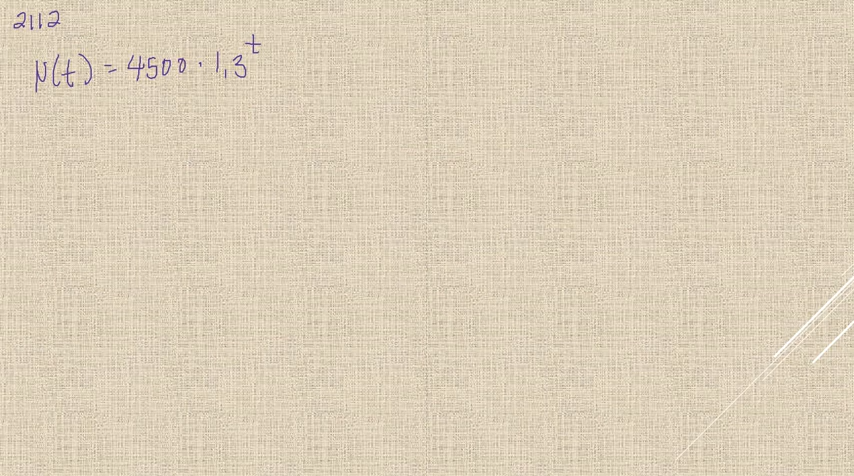 2112
N(t) = 4500 · 1,3^t